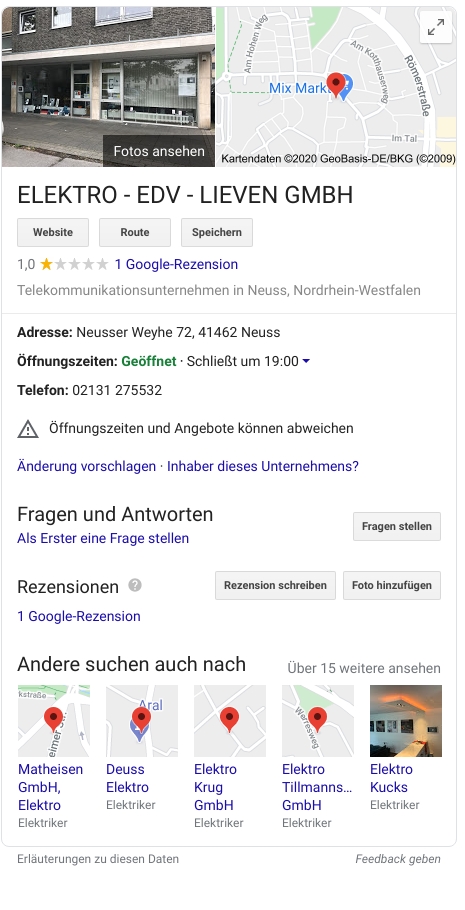 Am Hohen Weg
Am Kotthauserweg
Römerstraße
Mix Mark
Im Tal
Fotos ansehen
Kartendaten ©2020 GeoBasis-DE/BKG (©2009)
ELEKTRO - EDV - LIEVEN GMBH
Website Route Speichern
1,0 1 Google-Rezension
Telekommunikationsunternehmen in Neuss, Nordrhein-Westfalen
Adresse: Neusser Weyhe 72, 41462 Neuss
Öffnungszeiten: Geöffnet · Schließt um 19:00
Telefon: 02131 275532
Öffnungszeiten und Angebote können abweichen
Änderung vorschlagen · Inhaber dieses Unternehmens?
Fragen und Antworten
Fragen stellen
Als Erster eine Frage stellen
Rezensionen ?
Rezension schreiben Foto hinzufügen
1 Google-Rezension
Andere suchen auch nach
Über 15 weitere ansehen
kstraße
Aral
Matheisen
GmbH,
Elektro
Elektriker
Deuss
Elektro
Elektriker
Elektro
Krug
GmbH
Elektriker
Elektro
Tillmanns...
GmbH
Elektriker
Elektro
Kucks
Elektriker
Erläuterungen zu diesen Daten
Feedback geben